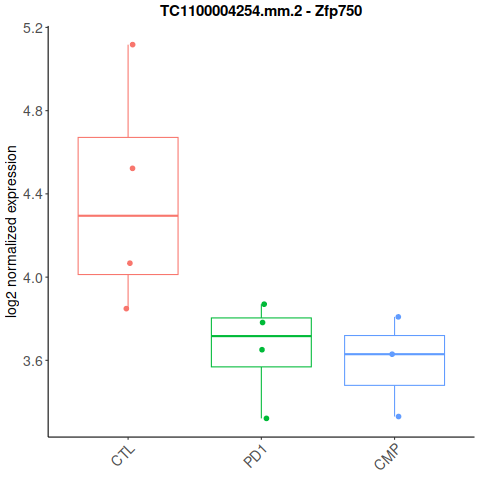 TC1100004254.mm.2 - Zfp750
log2 normalized expression
5.2
4.8
4.4
4.0
3.6
CTL
PD1
CMP